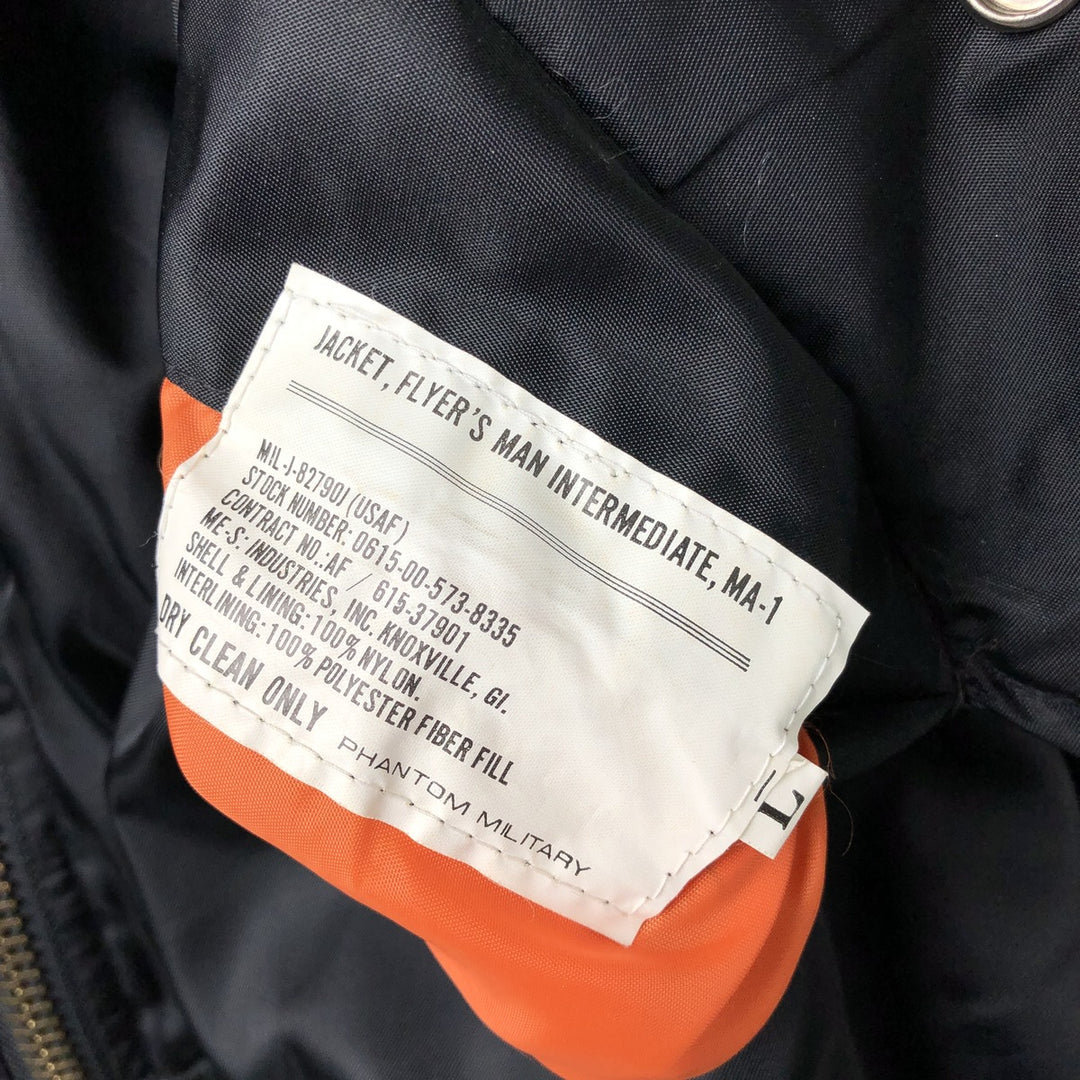 JACKET, FLYER'S MAN INTERMEDIATE, MA-1
MIL-J-82790J (USAF)
STOCK NUMBER: 0615-00-573-8335
CONTRACT NO.:AF / 615-37901
ME-S: INDUSTRIES, INC. KNOXVILLE, GI.
SHELL & LINING:100% NYLON.
INTERLINING:100% POLYESTER FIBER FILL
DRY CLEAN ONLY
PHANTOM MILITARY
L